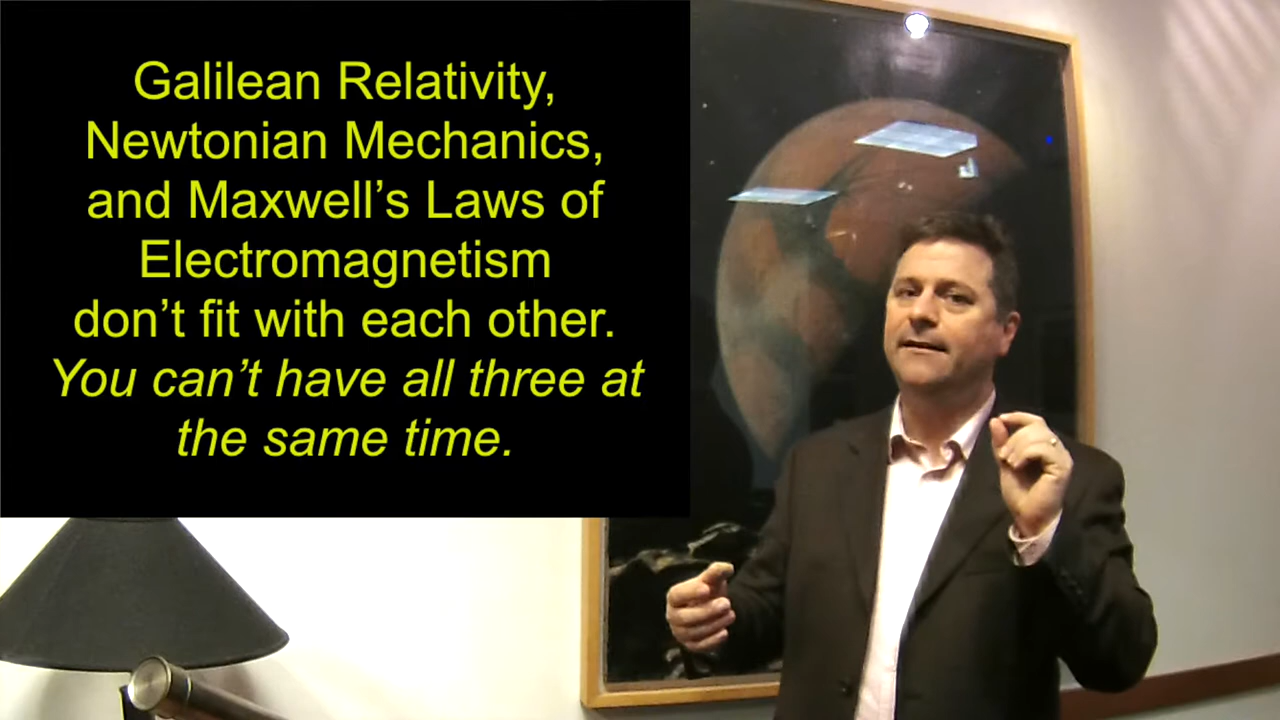 Galilean Relativity,
Newtonian Mechanics,
and Maxwell’s Laws of
Electromagnetism
don’t fit with each other.
You can’t have all three at
the same time.